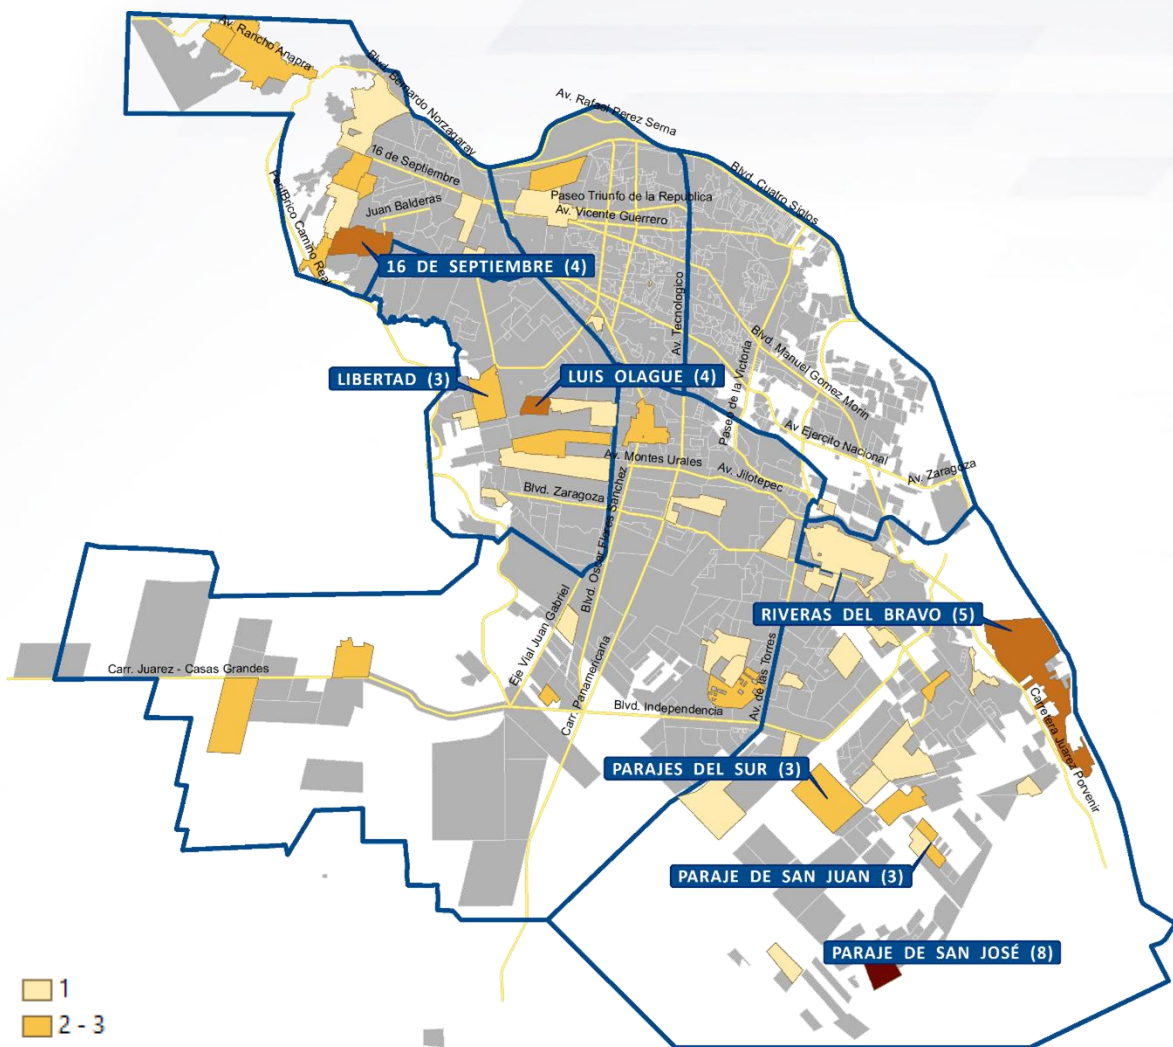 Av. Rancho Anapra
Blvd. Bernardo Norzagaray
Av. Rafael Perez Serna
16 de Septiembre
Blvd. Cuatro Siglos
Paseo Triunfo de la Republica
Juan Balderas
Av. Vicente Guerrero
Perifrico Camino Real
16 DE SEPTIEMBRE (4)
Av. Tecnologico
Blvd. Manuel Gomez Morin
LIBERTAD (3)
LUIS OLAGUE (4)
Paseo de la Victoria
Av Ejercito Nacional
Av. Montes Urales
Av. Jilotepec
Av. Zaragoza
Blvd. Zaragoza
Blvd. Oscar Flores Sanchez
RIVERAS DEL BRAVO (5)
Eje Vial Juan Gabriel
Carr. Juarez - Casas Grandes
Av. de las Torres
Carr. Panamericana
Blvd. Independencia
Carretera Juarez Porvenir
PARAJES DEL SUR (3)
PARAJE DE SAN JUAN (3)
PARAJE DE SAN JOSÉ (8)
1
2 - 3